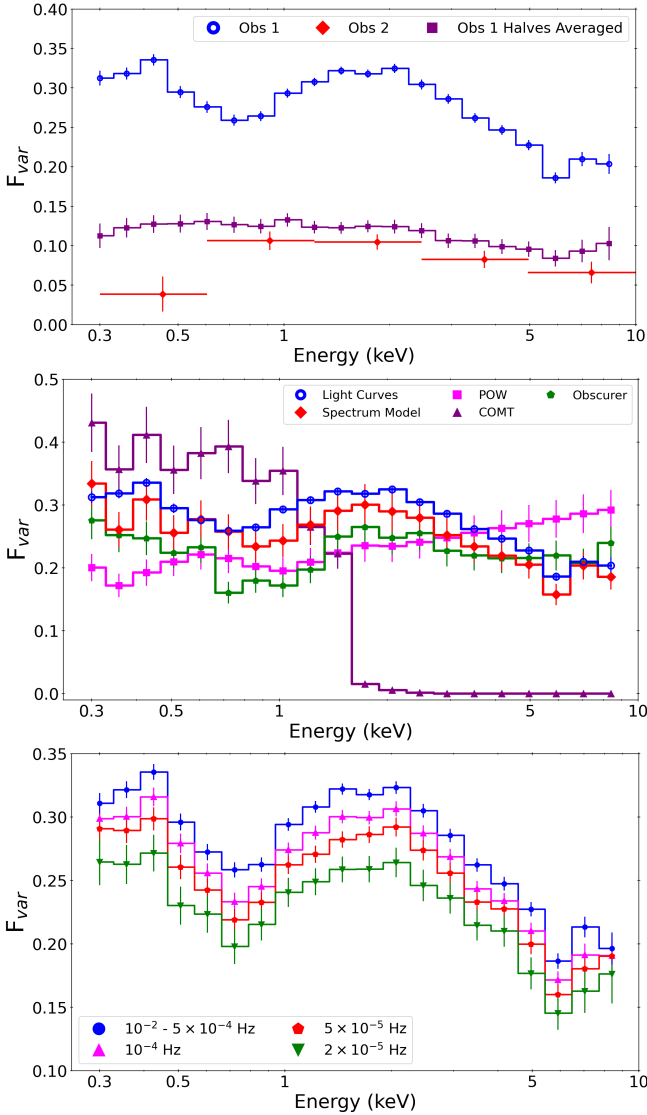 0.40
0.35
0.30
0.25
0.20
0.15
0.10
0.05
0.00
F_var
Obs 1 Obs 2 Obs 1 Halves Averaged
0.3 0.5 1 5 10
Energy (keV)
0.5
0.4
0.3
0.2
0.1
0.0
F_var
Light Curves POW Obscurer
Spectrum Model COMT
0.3 0.5 1 5 10
Energy (keV)
0.35
0.30
0.25
0.20
0.15
0.10
F_var
10⁻² - 5 × 10⁻⁴ Hz 5 × 10⁻⁵ Hz
10⁻⁴ Hz 2 × 10⁻⁵ Hz
0.3 0.5 1 5 10
Energy (keV)